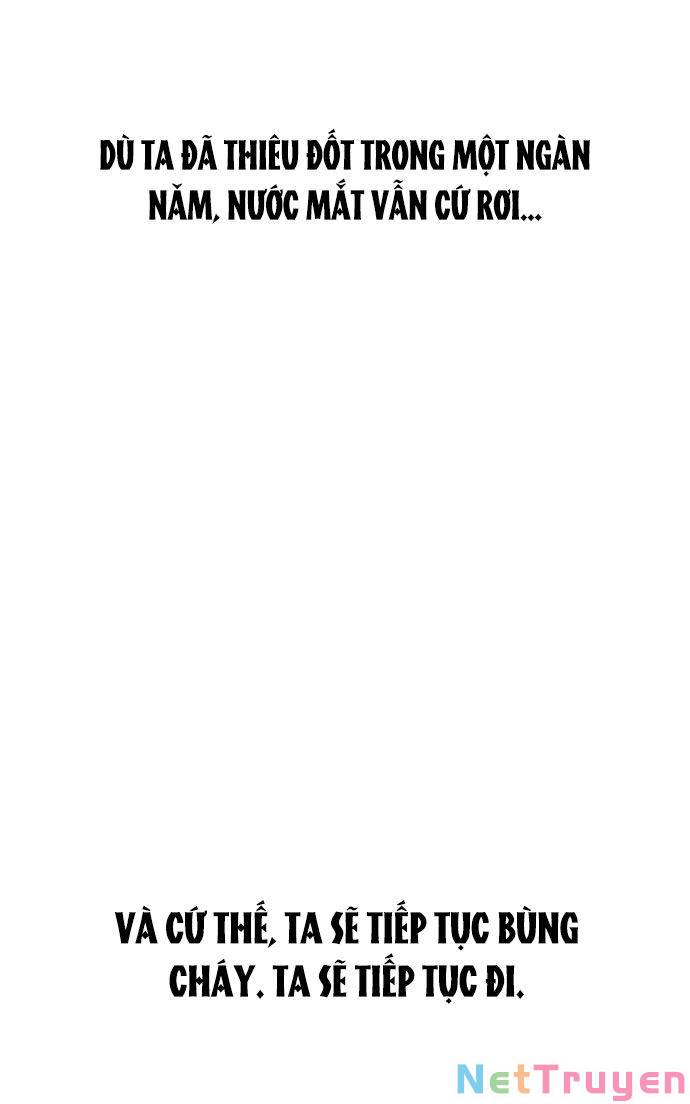 DÙ TA ĐÃ THIÊU ĐỐT TRONG MỘT NGÀN
NĂM, NƯỚC MẮT VẪN CỨ RƠI...
VÀ CỨ THẾ, TA SẼ TIẾP TỤC BÙNG
CHÁY. TA SẼ TIẾP TỤC ĐI.
NetTruyen